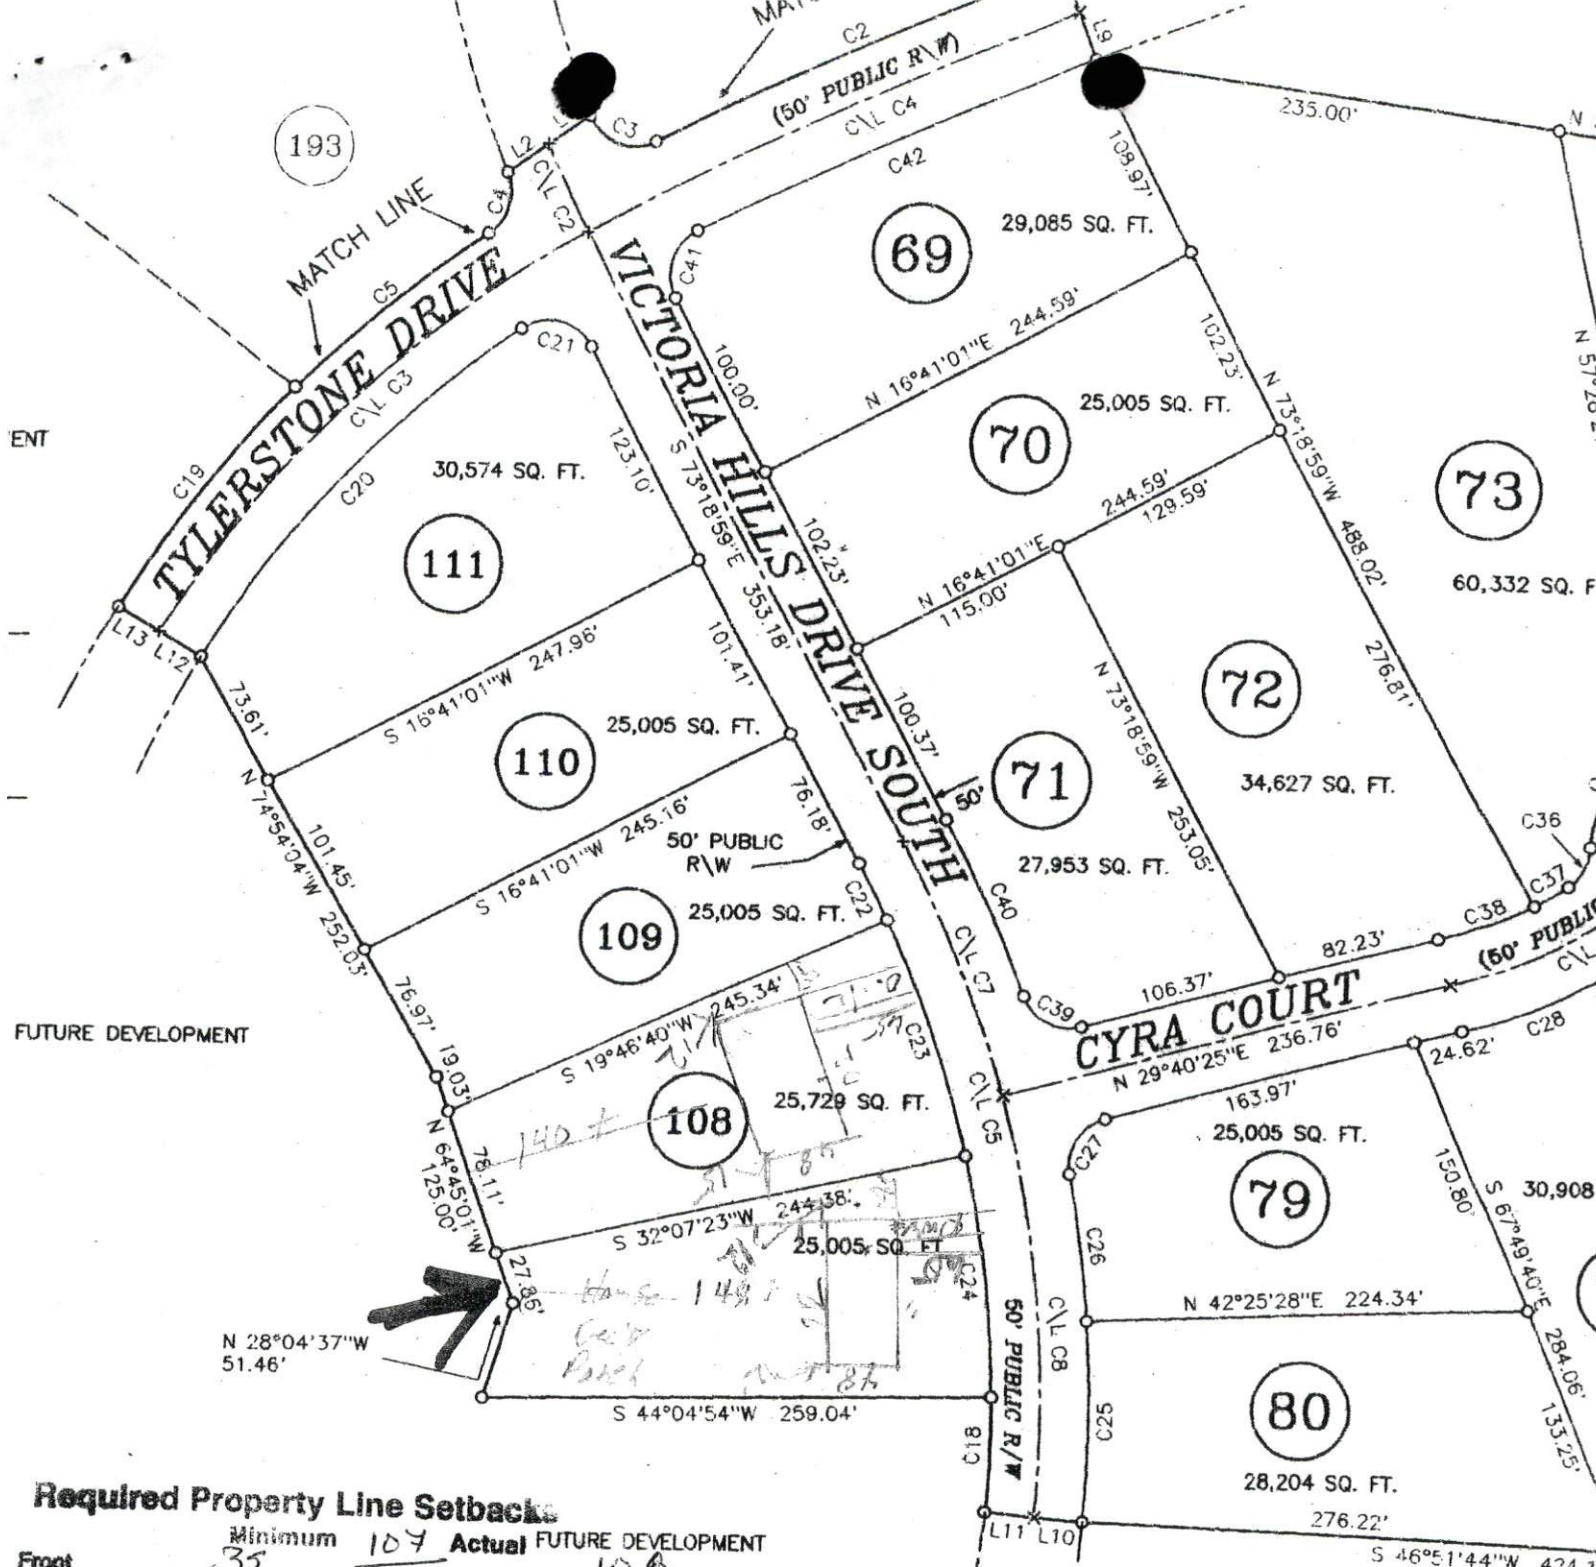 C2
L9
(50' PUBLIC R\W)
C\L C4
235.00'
193
L2
C3
C42
108.97'
MATCH LINE
C4
C\L C2
C5
69
29,085 SQ. FT.
C41
TYLERSTONE DRIVE
C21
VICTORIA HILLS DRIVE SOUTH
100.00'
N 16°41'01"E 244.59'
102.23'
N 73°18'59"W 488.02'
C\L C3
C19
C20
30,574 SQ. FT.
123.10'
S 73°18'59"E 353.18'
70
25,005 SQ. FT.
244.59'
129.59'
73
60,332 SQ. F
111
102.23'
N 16°41'01"E
115.00'
L13
L12
73.61'
S 16°41'01"W 247.96'
101.41'
100.37'
N 73°18'59"W 253.05'
72
276.81'
34,627 SQ. FT.
110
25,005 SQ. FT.
71
50'
27,953 SQ. FT.
N 74°54'04"W 252.03'
101.45'
S 16°41'01"W 245.16'
76.18'
50' PUBLIC
R\W
C36
C37
C38
C40
C22
109
25,005 SQ. FT.
C\L C7
82.23'
(50' PUBLIC
C\L
76.97'
FUTURE DEVELOPMENT
106.37'
C39
CYRA COURT
N 29°40'25"E 236.76'
C28
24.62'
S 19°46'40"W 245.34'
C23
19.03'
108
25,729 SQ. FT.
140 ±
C\L C5
163.97'
25,005 SQ. FT.
C27
79
N 64°45'01"W
125.00'
78.11'
48
150.80'
S 67°49'40"E 284.06'
30,908
S 32°07'23"W 244.38'
25,005 SQ FT
C26
27.86'
House
C24
C\L C8
N 42°25'28"E 224.34'
N 28°04'37"W
51.46'
48
50' PUBLIC R/W
S 44°04'54"W 259.04'
C18
C25
80
133.25'
28,204 SQ. FT.
Required Property Line Setbacks
L11
L10
276.22'
Minimum 107 Actual FUTURE DEVELOPMENT
Front 35
S 46°51'44"W